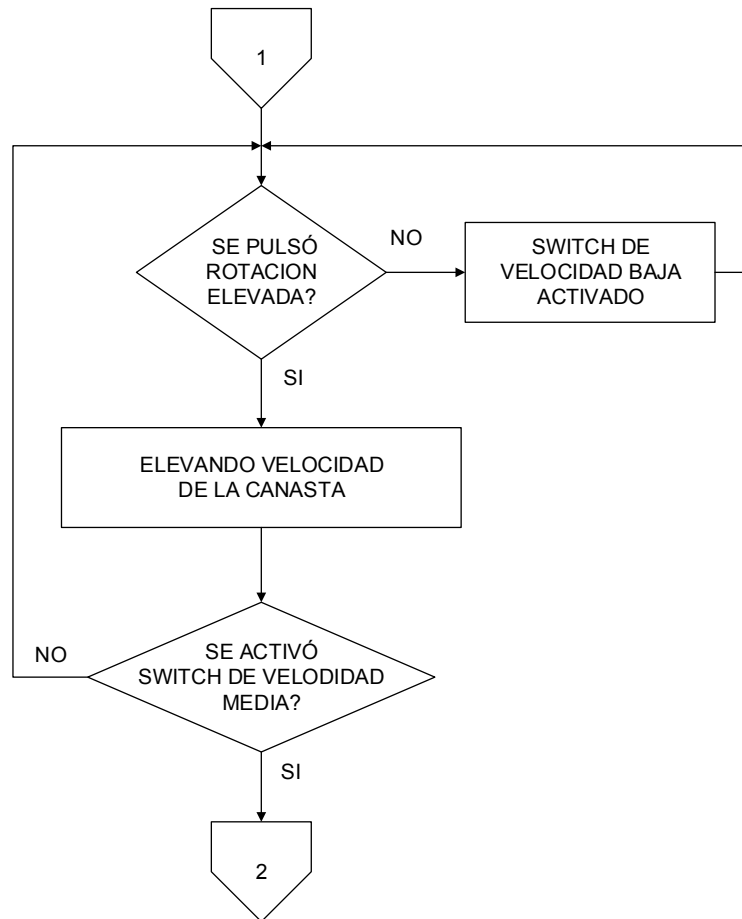 1
SE PULSÓ
ROTACION
ELEVADA?
NO
SWITCH DE
VELOCIDAD BAJA
ACTIVADO
SI
ELEVANDO VELOCIDAD
DE LA CANASTA
SE ACTIVÓ
SWITCH DE VELODIDAD
MEDIA?
NO
SI
2